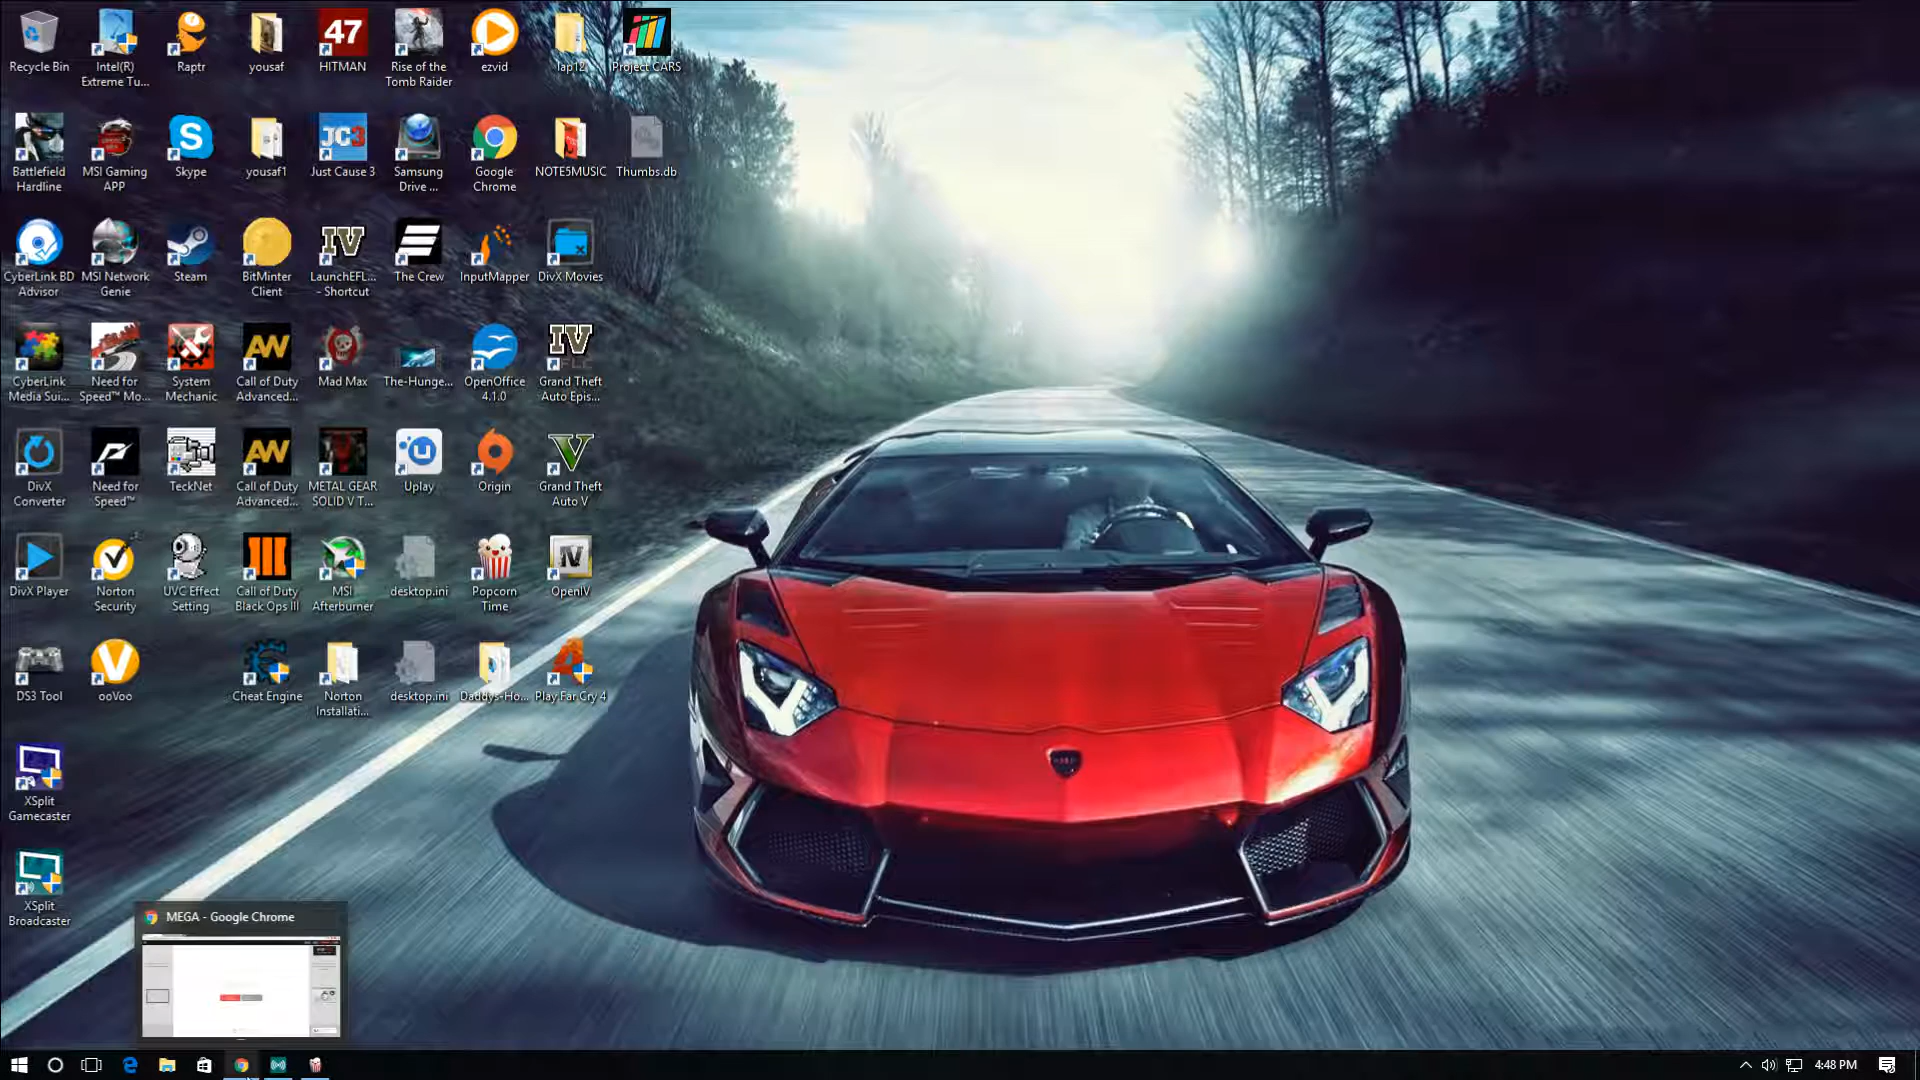 Recycle Bin
Intel(R)
Extreme Tu...
Raptr
yousaf
47
HITMAN
Rise of the
Tomb Raider
ezvid
lap12
Project CARS
Battlefield
Hardline
MSI Gaming
APP
S
Skype
yousaf1
JC3
Just Cause 3
Samsung
Drive ...
Google
Chrome
NOTE5MUSIC
Thumbs.db
CyberLink BD
Advisor
MSI Network
Genie
Steam
BitMinter
Client
IV
LaunchEFL...
- Shortcut
The Crew
InputMapper
DivX Movies
CyberLink
Media Sui...
Need for
Speed™ Mo...
System
Mechanic
AW
Call of Duty
Advanced...
Mad Max
The-Hunge...
OpenOffice
4.1.0
IV
Grand Theft
Auto Epis...
DivX
Converter
Need for
Speed™
TeckNet
AW
Call of Duty
Advanced...
METAL GEAR
SOLID V T...
u
Uplay
Origin
V
Grand Theft
Auto V
DivX Player
Norton
Security
UVC Effect
Setting
III
Call of Duty
Black Ops III
MSI
Afterburner
desktop.ini
Popcorn
Time
IV
OpenIV
DS3 Tool
V
ooVoo
Cheat Engine
Norton
Installati...
desktop.ini
Daddys-Ho...
4
Play Far Cry 4
XSplit
Gamecaster
XSplit
Broadcaster
MEGA - Google Chrome
4:48 PM